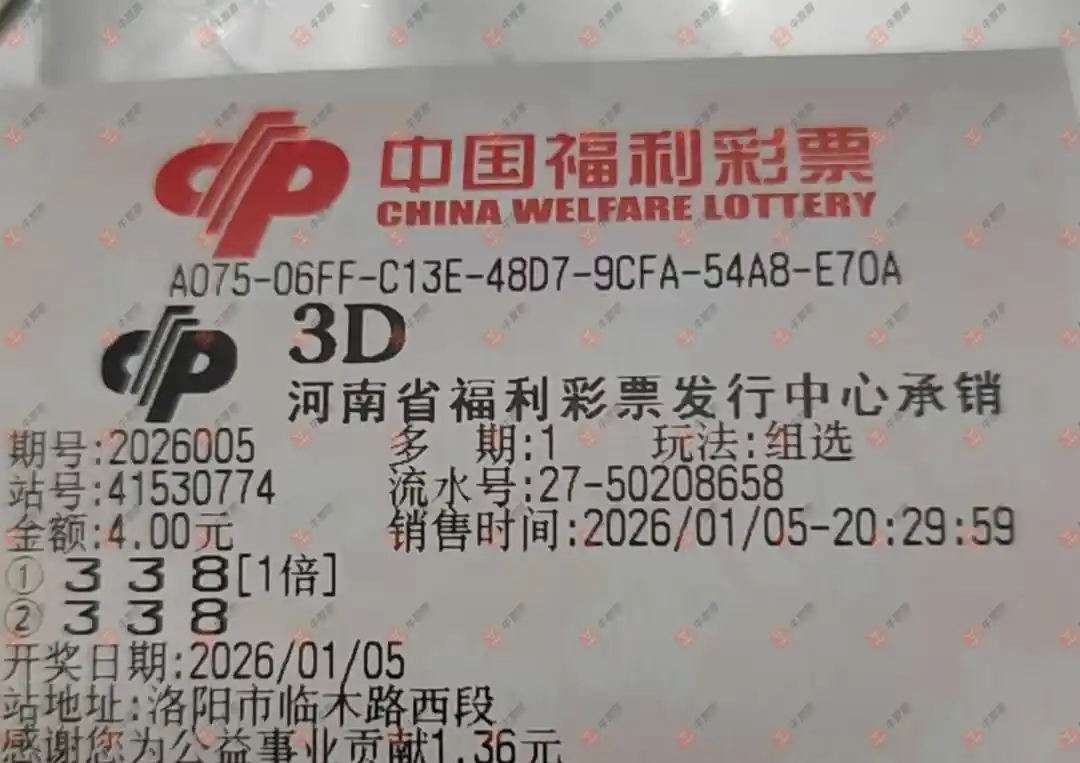 中国福利彩票
CHINA WELFARE LOTTERY
A075-06FF-C13E-48D7-9CFA-54A8-E70A
3D
河南省福利彩票发行中心承销
期号:2026005 多 期:1 玩法:组选
站号:41530774 流水号:27-50208658
金额:4.00元 销售时间:2026/01/05-20:29:59
① 3 3 8[1倍]
② 3 3 8
开奖日期:2026/01/05
站地址:洛阳市临木路西段
感谢您为公益事业贡献1.36元